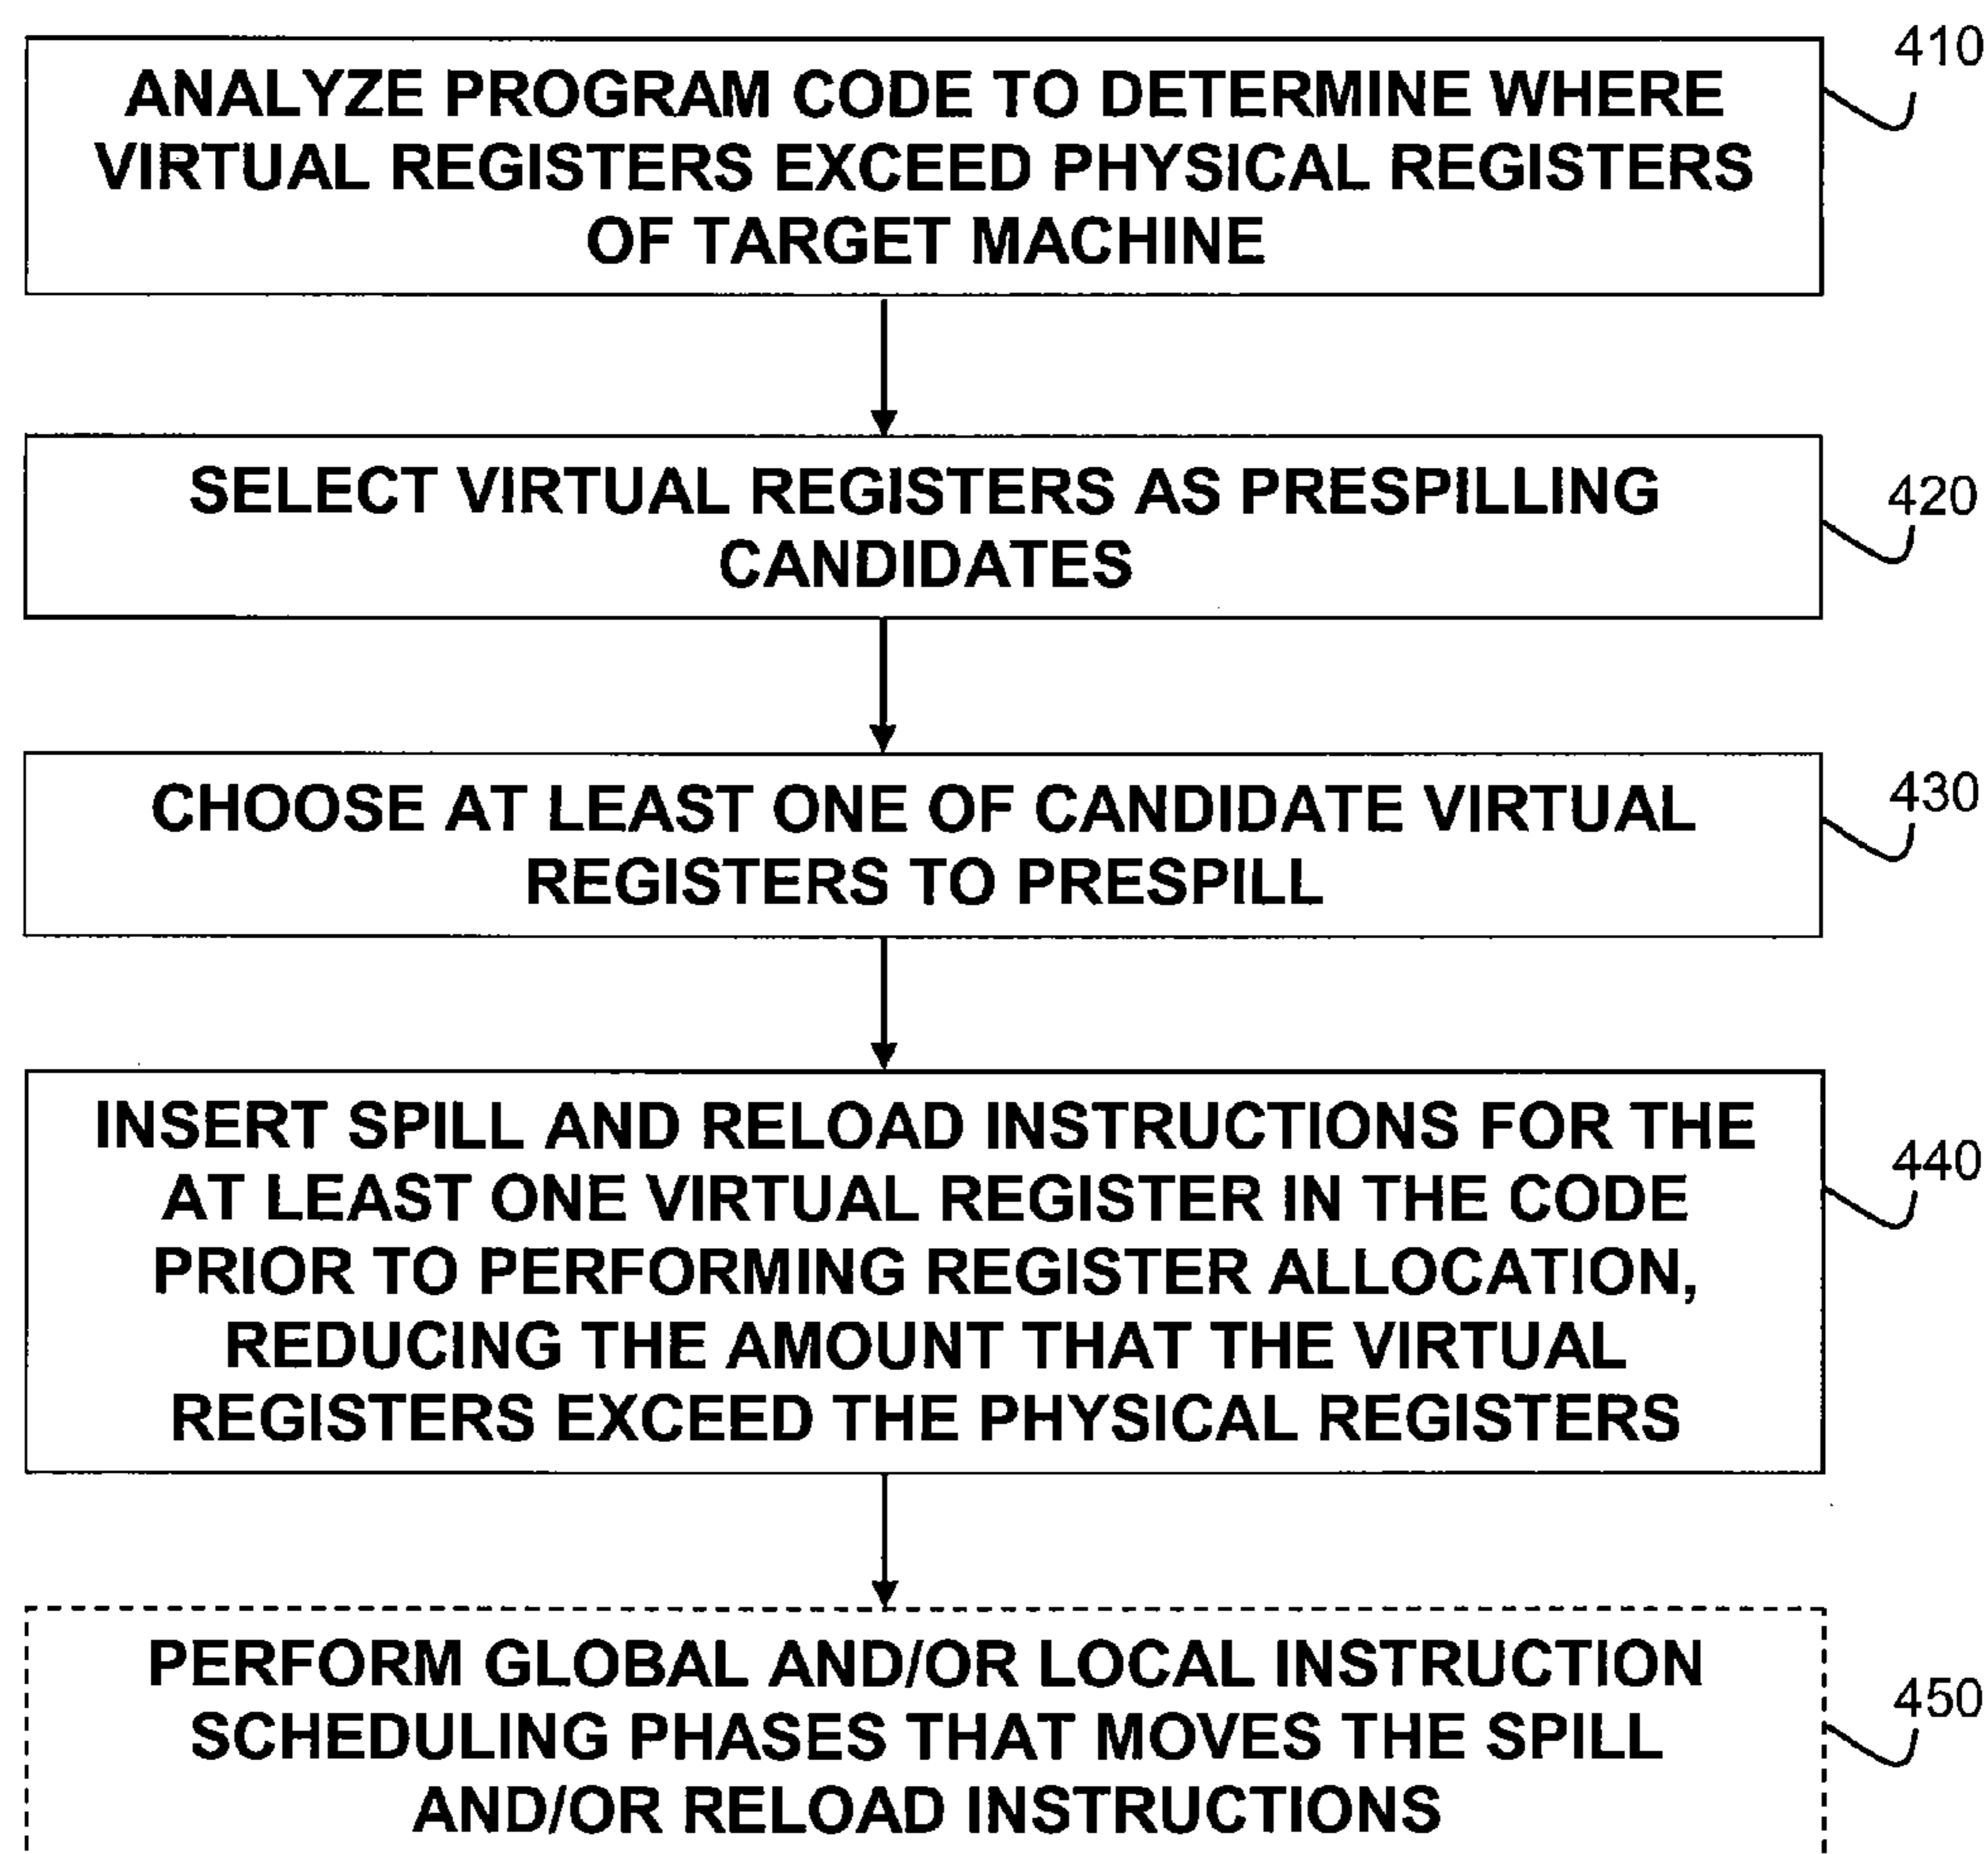 410
ANALYZE PROGRAM CODE TO DETERMINE WHERE
VIRTUAL REGISTERS EXCEED PHYSICAL REGISTERS
OF TARGET MACHINE
420
SELECT VIRTUAL REGISTERS AS PRESPILLING
CANDIDATES
430
CHOOSE AT LEAST ONE OF CANDIDATE VIRTUAL
REGISTERS TO PRESPILL
440
INSERT SPILL AND RELOAD INSTRUCTIONS FOR THE
AT LEAST ONE VIRTUAL REGISTER IN THE CODE
PRIOR TO PERFORMING REGISTER ALLOCATION,
REDUCING THE AMOUNT THAT THE VIRTUAL
REGISTERS EXCEED THE PHYSICAL REGISTERS
450
PERFORM GLOBAL AND/OR LOCAL INSTRUCTION
SCHEDULING PHASES THAT MOVES THE SPILL
AND/OR RELOAD INSTRUCTIONS